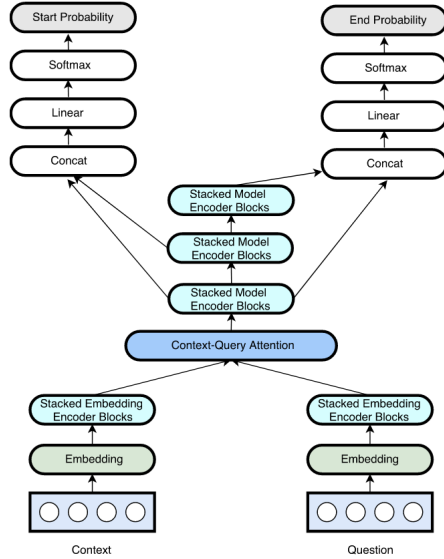 Start Probability
End Probability
Softmax
Softmax
Linear
Linear
Concat
Concat
Stacked Model
Encoder Blocks
Stacked Model
Encoder Blocks
Stacked Model
Encoder Blocks
Context-Query Attention
Stacked Embedding
Encoder Blocks
Stacked Embedding
Encoder Blocks
Embedding
Embedding
Context
Question